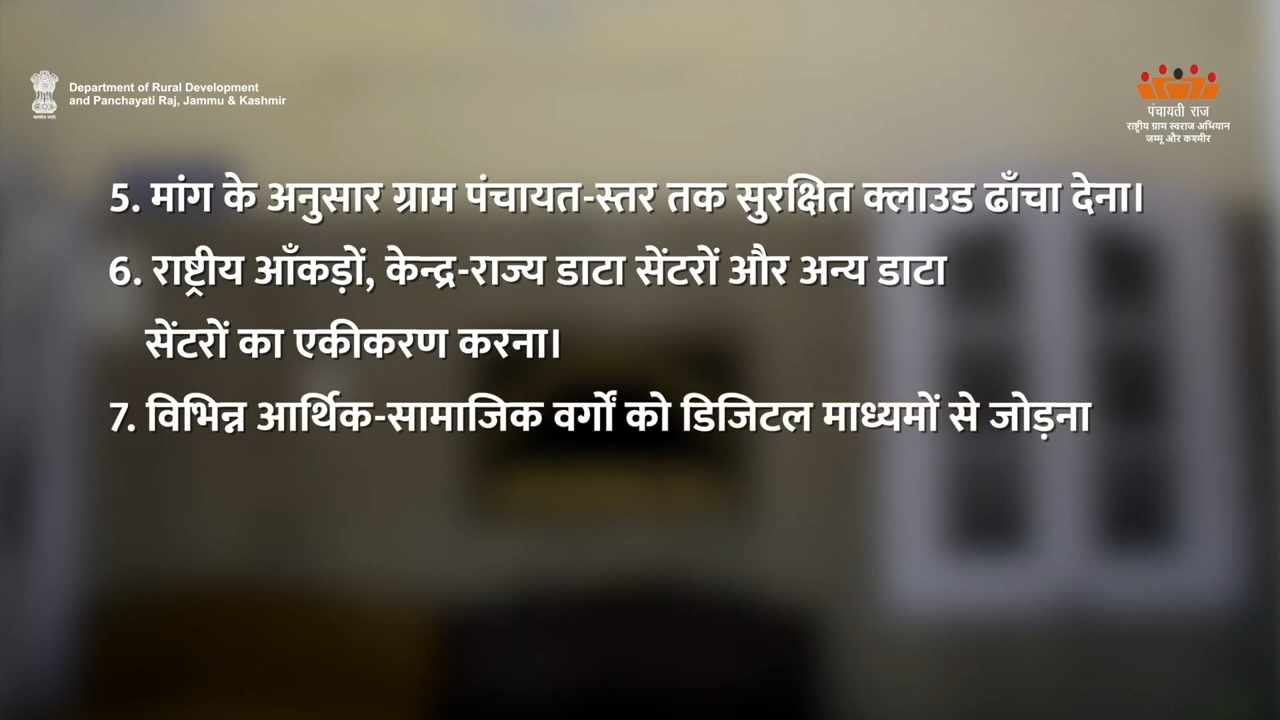 Department of Rural Development
and Panchayati Raj, Jammu & Kashmir
पंचायती राज
राष्ट्रीय ग्राम स्वराज अभियान
जम्मू और कश्मीर
5. मांग के अनुसार ग्राम पंचायत-स्तर तक सुरक्षित क्लाउड ढाँचा देना।
6. राष्ट्रीय आँकड़ों, केन्द्र-राज्य डाटा सेंटरों और अन्य डाटा
सेंटरों का एकीकरण करना।
7. विभिन्न आर्थिक-सामाजिक वर्गों को डिजिटल माध्यमों से जोड़ना